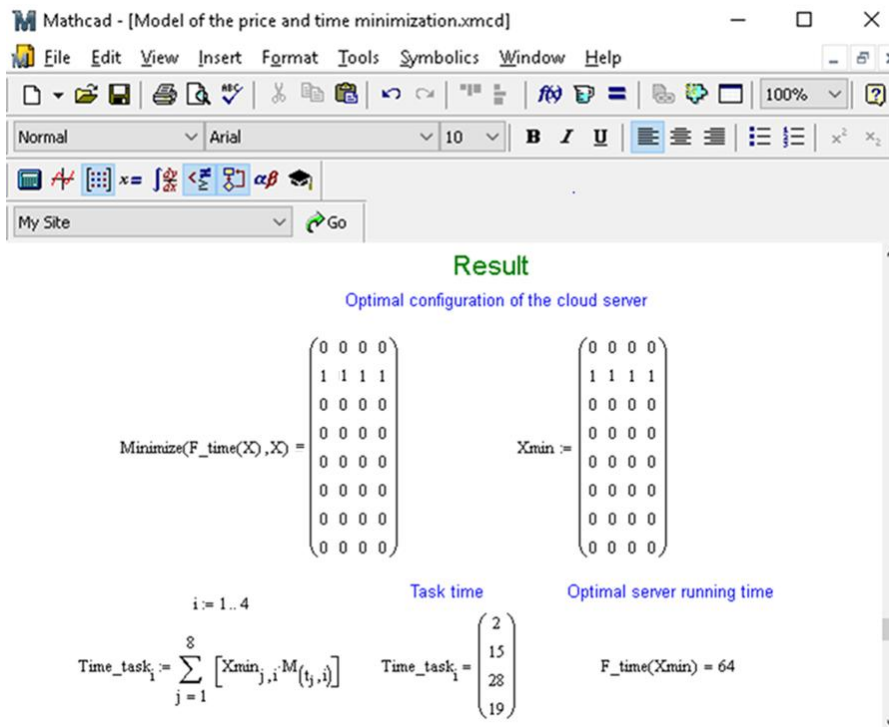 Mathcad - [Model of the price and time minimization.xmcd]
File Edit View Insert Format Tools Symbolics Window Help
100%
Normal Arial 10 B I U x² ×₂
x= αβ
My Site Go
Result
Optimal configuration of the cloud server
Minimize(F_time(X),X) =
0 0 0 0
1 1 1 1
0 0 0 0
0 0 0 0
0 0 0 0
0 0 0 0
0 0 0 0
0 0 0 0
Xmin :=
0 0 0 0
1 1 1 1
0 0 0 0
0 0 0 0
0 0 0 0
0 0 0 0
0 0 0 0
0 0 0 0
Task time
Optimal server running time
i := 1..4
Time_task_i := ∑_{j = 1}^{8} [Xmin_{j,i}·M_{(t_j,i)}]
Time_task_i =
2
15
28
19
F_time(Xmin) = 64